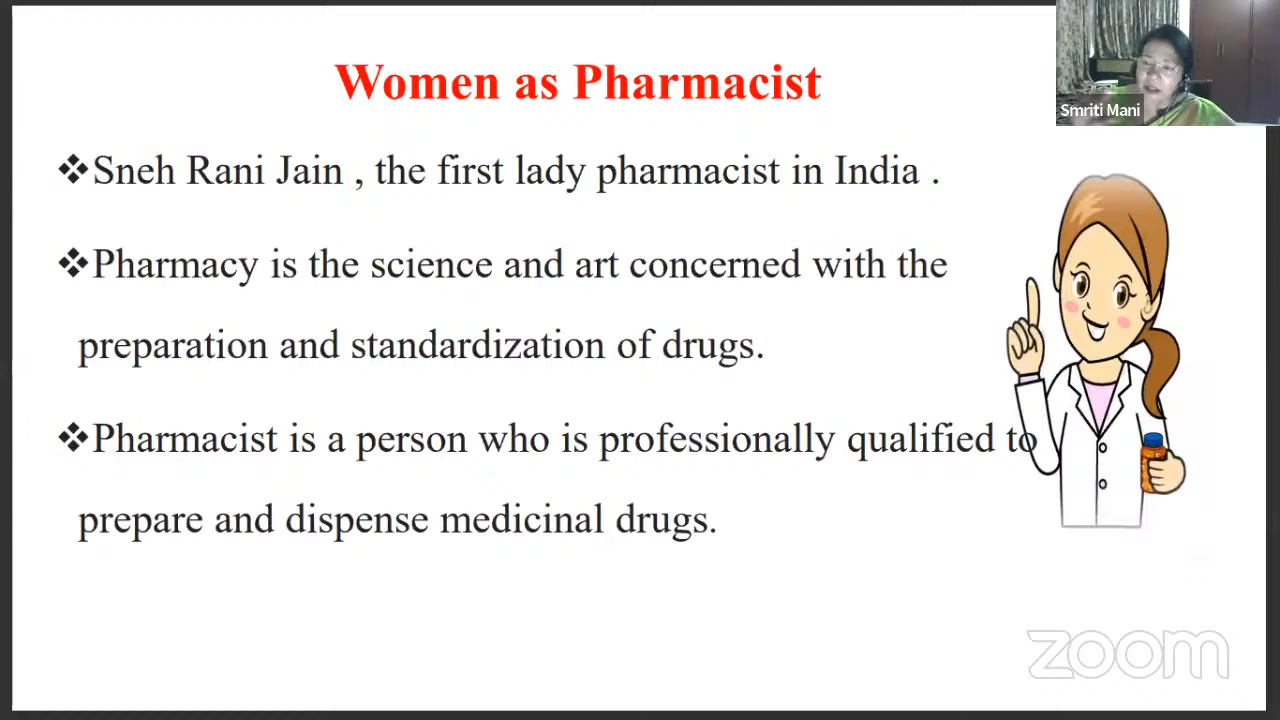 Women as Pharmacist
Smriti Mani
❖Sneh Rani Jain , the first lady pharmacist in India .
❖Pharmacy is the science and art concerned with the
preparation and standardization of drugs.
❖Pharmacist is a person who is professionally qualified to
prepare and dispense medicinal drugs.
zoom